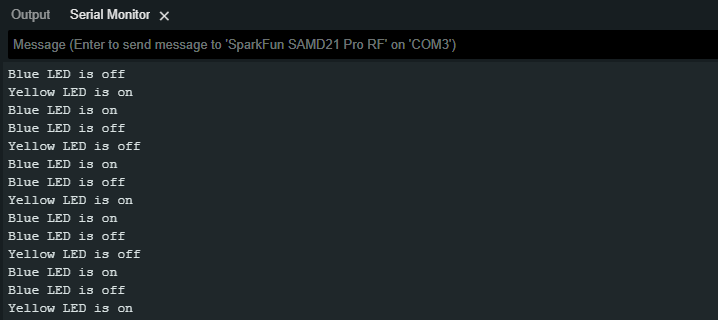 Output Serial Monitor ×
Message (Enter to send message to 'SparkFun SAMD21 Pro RF' on 'COM3')
Blue LED is off
Yellow LED is on
Blue LED is on
Blue LED is off
Yellow LED is off
Blue LED is on
Blue LED is off
Yellow LED is on
Blue LED is on
Blue LED is off
Yellow LED is off
Blue LED is on
Blue LED is off
Yellow LED is on